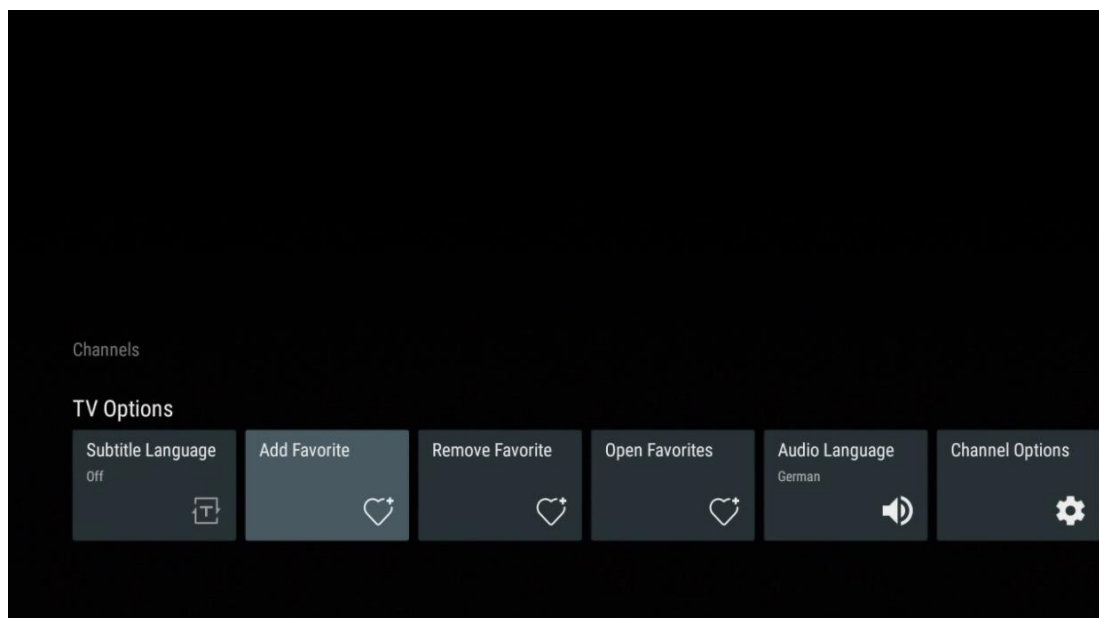 Channels
TV Options
Subtitle Language
Off
Add Favorite
Remove Favorite
Open Favorites
Audio Language
German
Channel Options